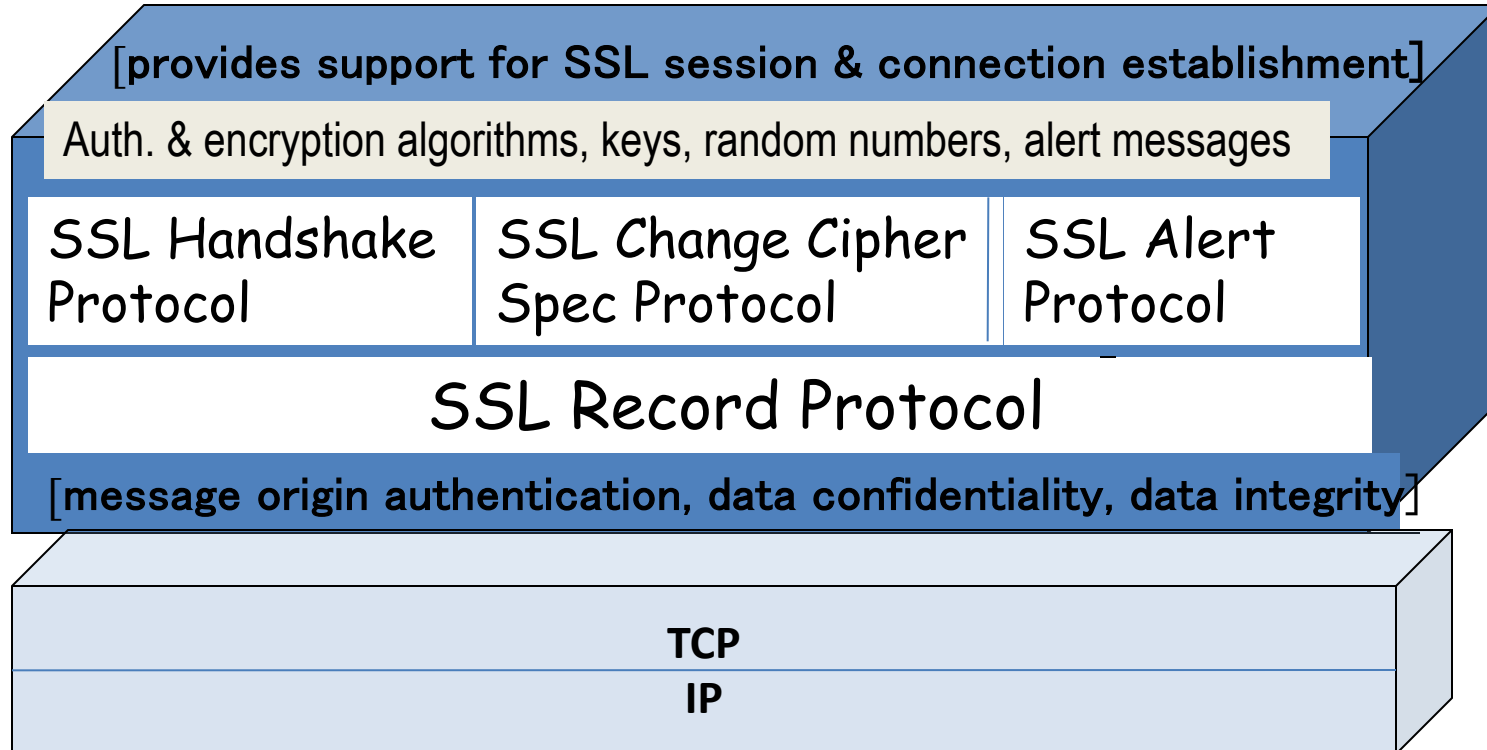 [provides support for SSL session & connection establishment]
Auth. & encryption algorithms, keys, random numbers, alert messages
SSL Handshake
Protocol
SSL Change Cipher
Spec Protocol
SSL Alert
Protocol
SSL Record Protocol
[message origin authentication, data confidentiality, data integrity]
TCP
IP